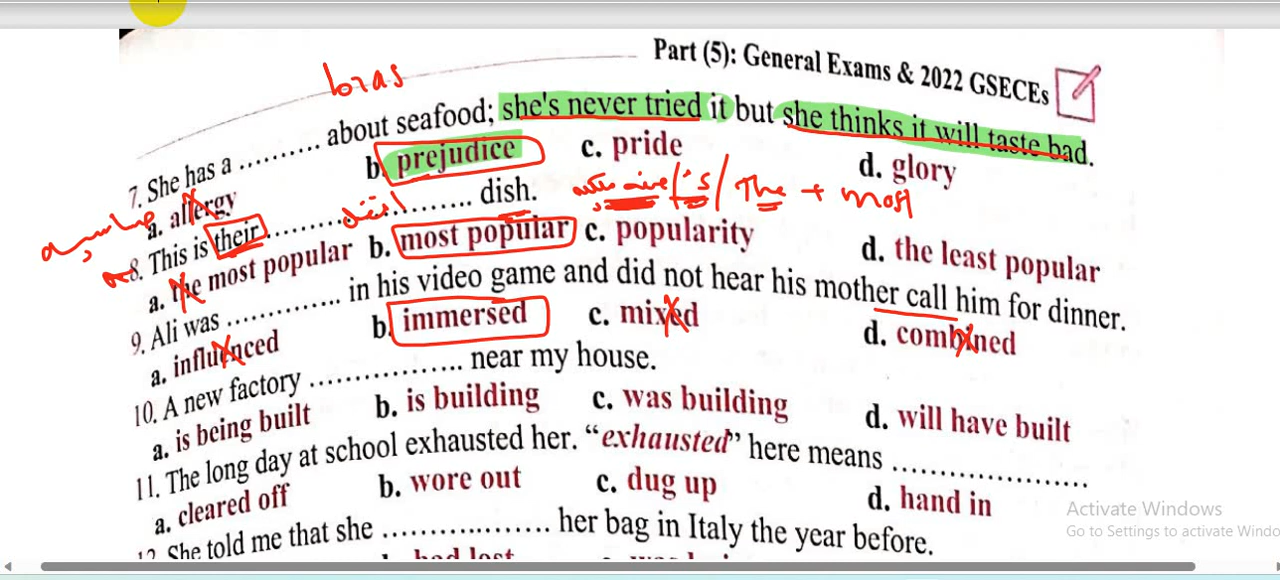 Part (5): General Exams & 2022 GSECEs
bias
7. She has a .......... about seafood; she's never tried it but she thinks it will taste bad.
a. allergy b. prejudice c. pride d. glory
's / The + most
8. This is their .................... dish.
a. the most popular b. most popular c. popularity d. the least popular
9. Ali was .............. in his video game and did not hear his mother call him for dinner.
a. influenced b. immersed c. mixed d. combined
10. A new factory .................. near my house.
a. is being built b. is building c. was building d. will have built
11. The long day at school exhausted her. “exhausted” here means .......................
a. cleared off b. wore out c. dug up d. hand in
She told me that she .................... her bag in Italy the year before.
had lost
Activate Windows
Go to Settings to activate Windo